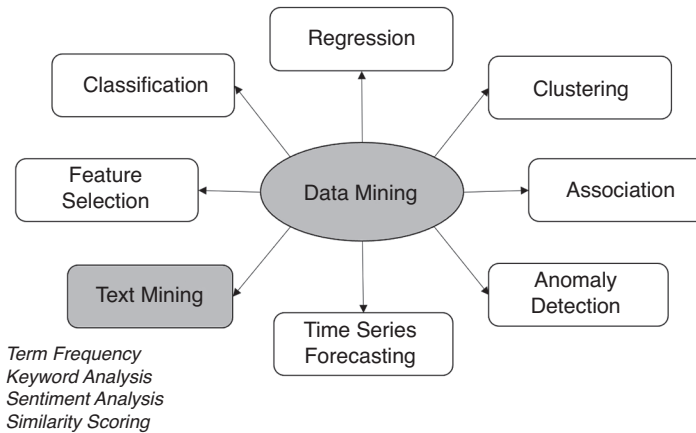 Regression
Classification
Clustering
Feature
Selection
Data Mining
Association
Text Mining
Anomaly
Detection
Time Series
Forecasting
Term Frequency
Keyword Analysis
Sentiment Analysis
Similarity Scoring